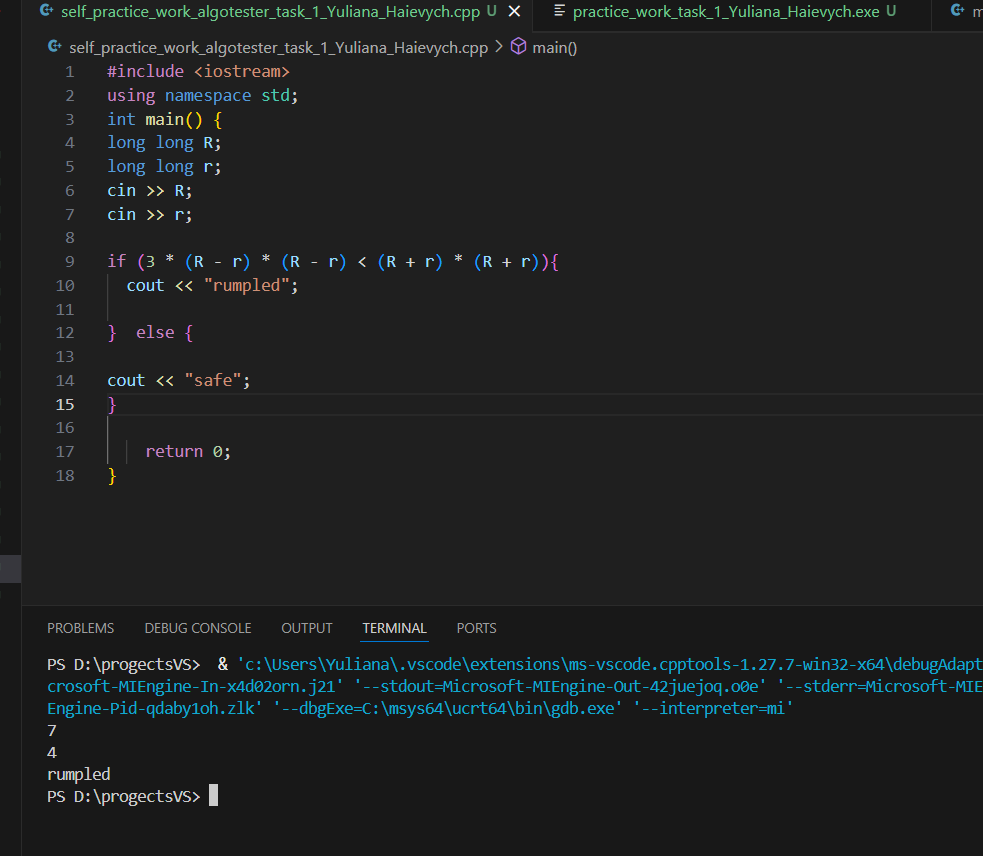 self_practice_work_algotester_task_1_Yuliana_Haievych.cpp U × practice_work_task_1_Yuliana_Haievych.exe U
self_practice_work_algotester_task_1_Yuliana_Haievych.cpp > main()
1 #include <iostream>
2 using namespace std;
3 int main() {
4 long long R;
5 long long r;
6 cin >> R;
7 cin >> r;
8
9 if (3 * (R - r) * (R - r) < (R + r) * (R + r)){
10 cout << "rumpled";
11
12 } else {
13
14 cout << "safe";
15 }
16
17 return 0;
18 }
PROBLEMS DEBUG CONSOLE OUTPUT TERMINAL PORTS
PS D:\progectsVS> & 'c:\Users\Yuliana\.vscode\extensions\ms-vscode.cpptools-1.27.7-win32-x64\debugAdapt
crosoft-MIEngine-In-x4d02orn.j21' '--stdout=Microsoft-MIEngine-Out-42juejoq.o0e' '--stderr=Microsoft-MIE
Engine-Pid-qdaby1oh.zlk' '--dbgExe=C:\msys64\ucrt64\bin\gdb.exe' '--interpreter=mi'
7
4
rumpled
PS D:\progectsVS>